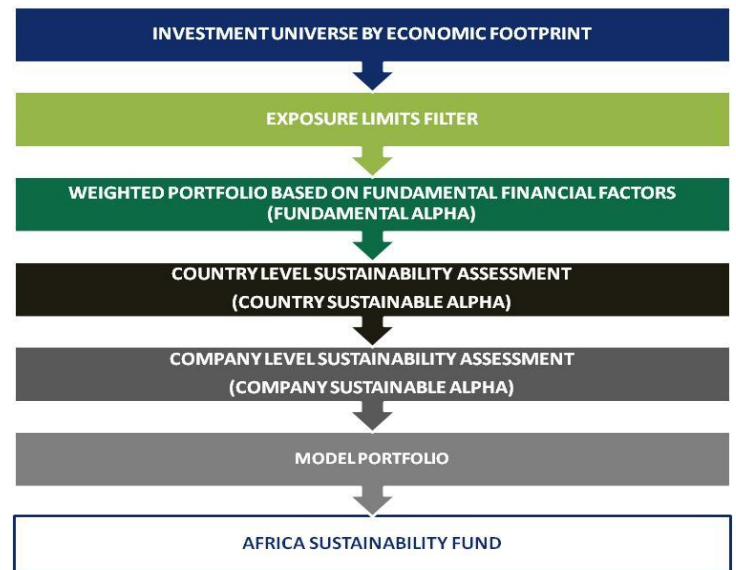 INVESTMENT UNIVERSE BY ECONOMIC FOOTPRINT
EXPOSURE LIMITS FILTER
WEIGHTED PORTFOLIO BASED ON FUNDAMENTAL FINANCIAL FACTORS
(FUNDAMENTAL ALPHA)
COUNTRY LEVEL SUSTAINABILITY ASSESSMENT
(COUNTRY SUSTAINABLE ALPHA)
COMPANY LEVEL SUSTAINABILITY ASSESSMENT
(COMPANY SUSTAINABLE ALPHA)
MODEL PORTFOLIO
AFRICA SUSTAINABILITY FUND